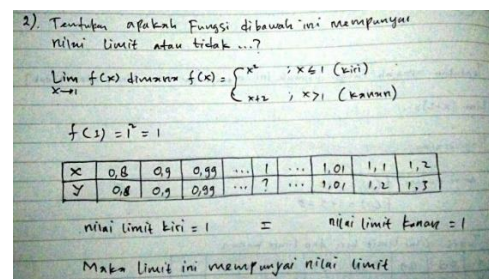 2). Tentukan apakah Fungsi dibawah ini mempunyai
nilai limit atau tidak ...?
Lim f(x) dimana f(x) = { x² ; x ≤ 1 (kiri)
x→1 x+2 ; x > 1 (kanan)
f(1) = 1² = 1
x 0,8 0,9 0,99 ... 1 ... 1,01 1,1 1,2
y 0,8 0,9 0,99 ... ? ... 1,01 1,2 1,3
nilai limit kiri = 1 = nilai limit kanan = 1
Maka limit ini mempunyai nilai limit